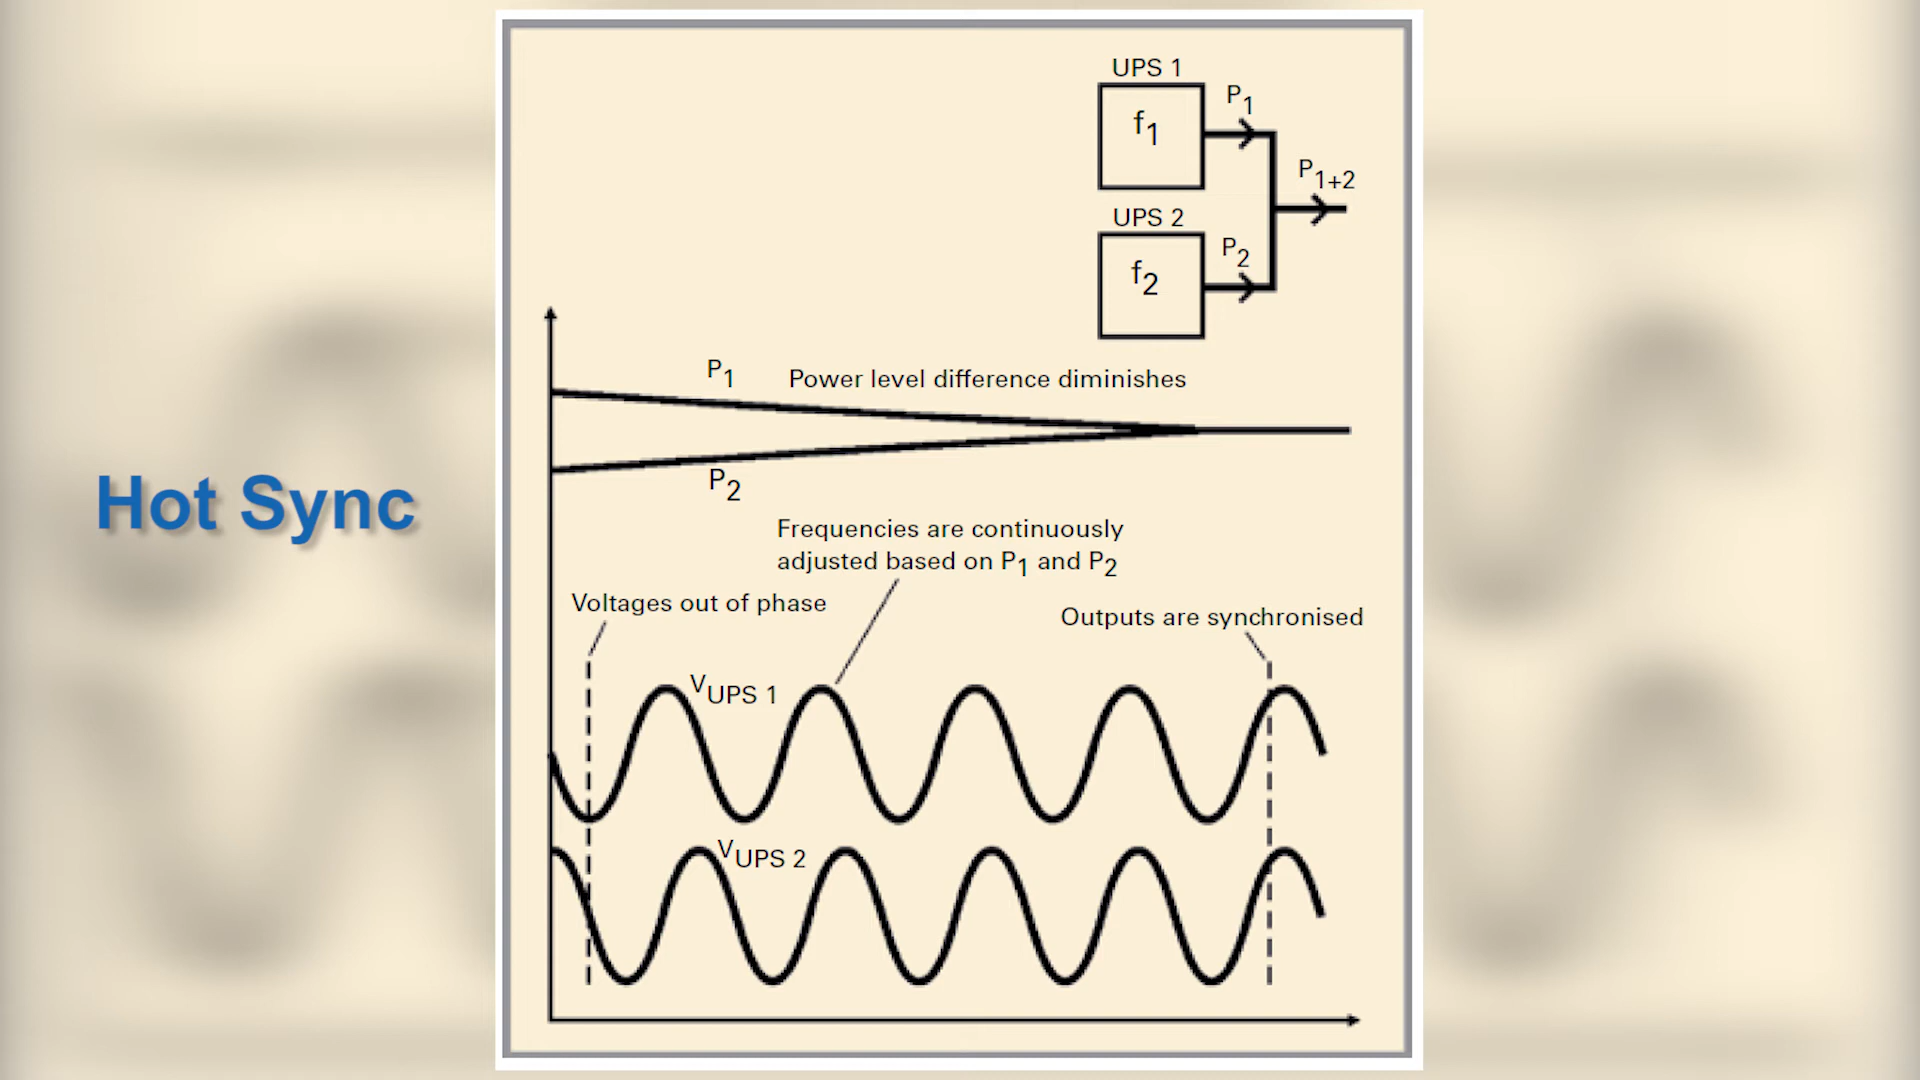 Hot Sync
UPS 1
f1
P1
P1+2
UPS 2
f2
P2
P1
Power level difference diminishes
P2
Frequencies are continuously
adjusted based on P1 and P2
Voltages out of phase
Outputs are synchronised
VUPS 1
VUPS 2